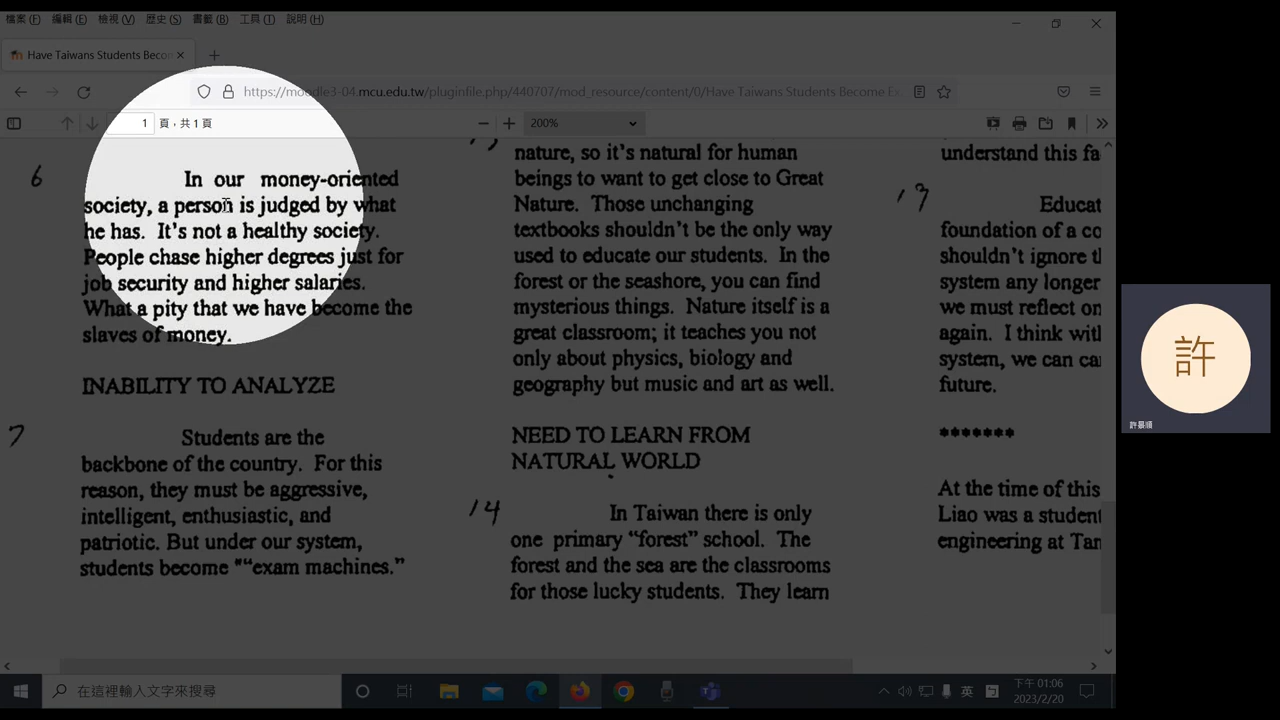 檔案(F) 編輯(E) 檢視(V) 歷史(S) 書籤(B) 工具(T) 說明(H)
Have Taiwans Students Becom
https://moodle3-04.mcu.edu.tw/pluginfile.php/440707/mod_resource/content/0/Have Taiwans Students Become Ex
1 頁，共 1 頁
200%
6
In our money-oriented
society, a person is judged by what
he has. It's not a healthy society.
People chase higher degrees just for
job security and higher salaries.
What a pity that we have become the
slaves of money.
INABILITY TO ANALYZE
7
Students are the
backbone of the country. For this
reason, they must be aggressive,
intelligent, enthusiastic, and
patriotic. But under our system,
students become ""exam machines."
nature, so it's natural for human
beings to want to get close to Great
Nature. Those unchanging
textbooks shouldn't be the only way
used to educate our students. In the
forest or the seashore, you can find
mysterious things. Nature itself is a
great classroom; it teaches you not
only about physics, biology and
geography but music and art as well.
NEED TO LEARN FROM
NATURAL WORLD
14
In Taiwan there is only
one primary "forest" school. The
forest and the sea are the classrooms
for those lucky students. They learn
understand this fa
17
Educat
foundation of a co
shouldn't ignore th
system any longer
we must reflect on
again. I think with
system, we can ca
future.
*******
At the time of this
Liao was a student
engineering at Tan
許
許景順
在這裡輸入文字來搜尋
英
下午 01:06
2023/2/20